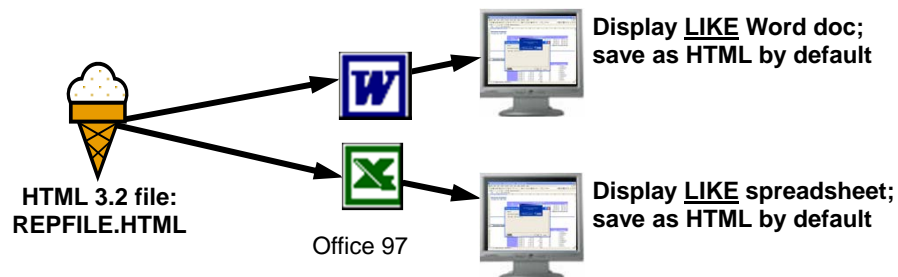 Display LIKE Word doc;
save as HTML by default
W
HTML 3.2 file:
REPFILE.HTML
Office 97
Display LIKE spreadsheet;
save as HTML by default